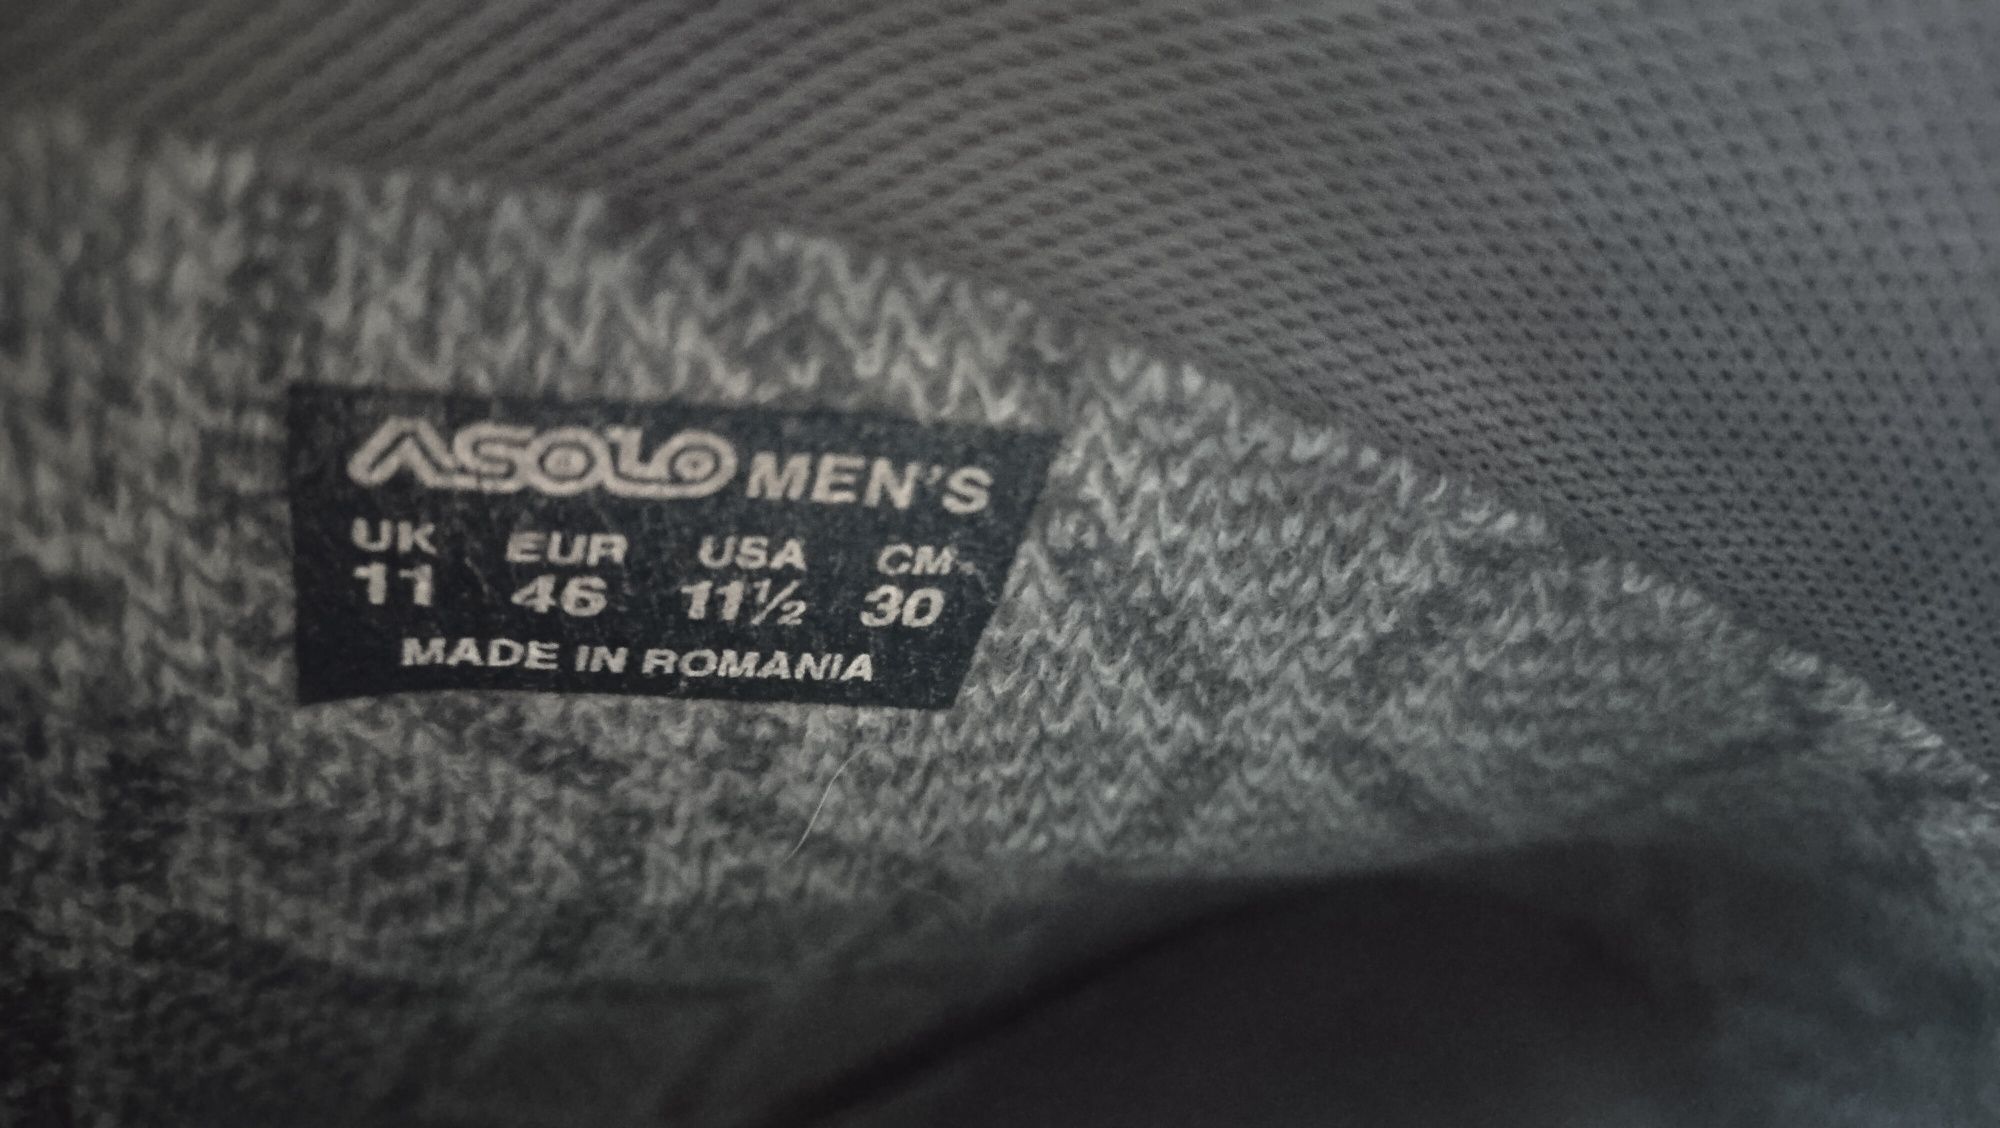 ASOLO MEN'S
UK EUR USA CM
11 46 11½ 30
MADE IN ROMANIA